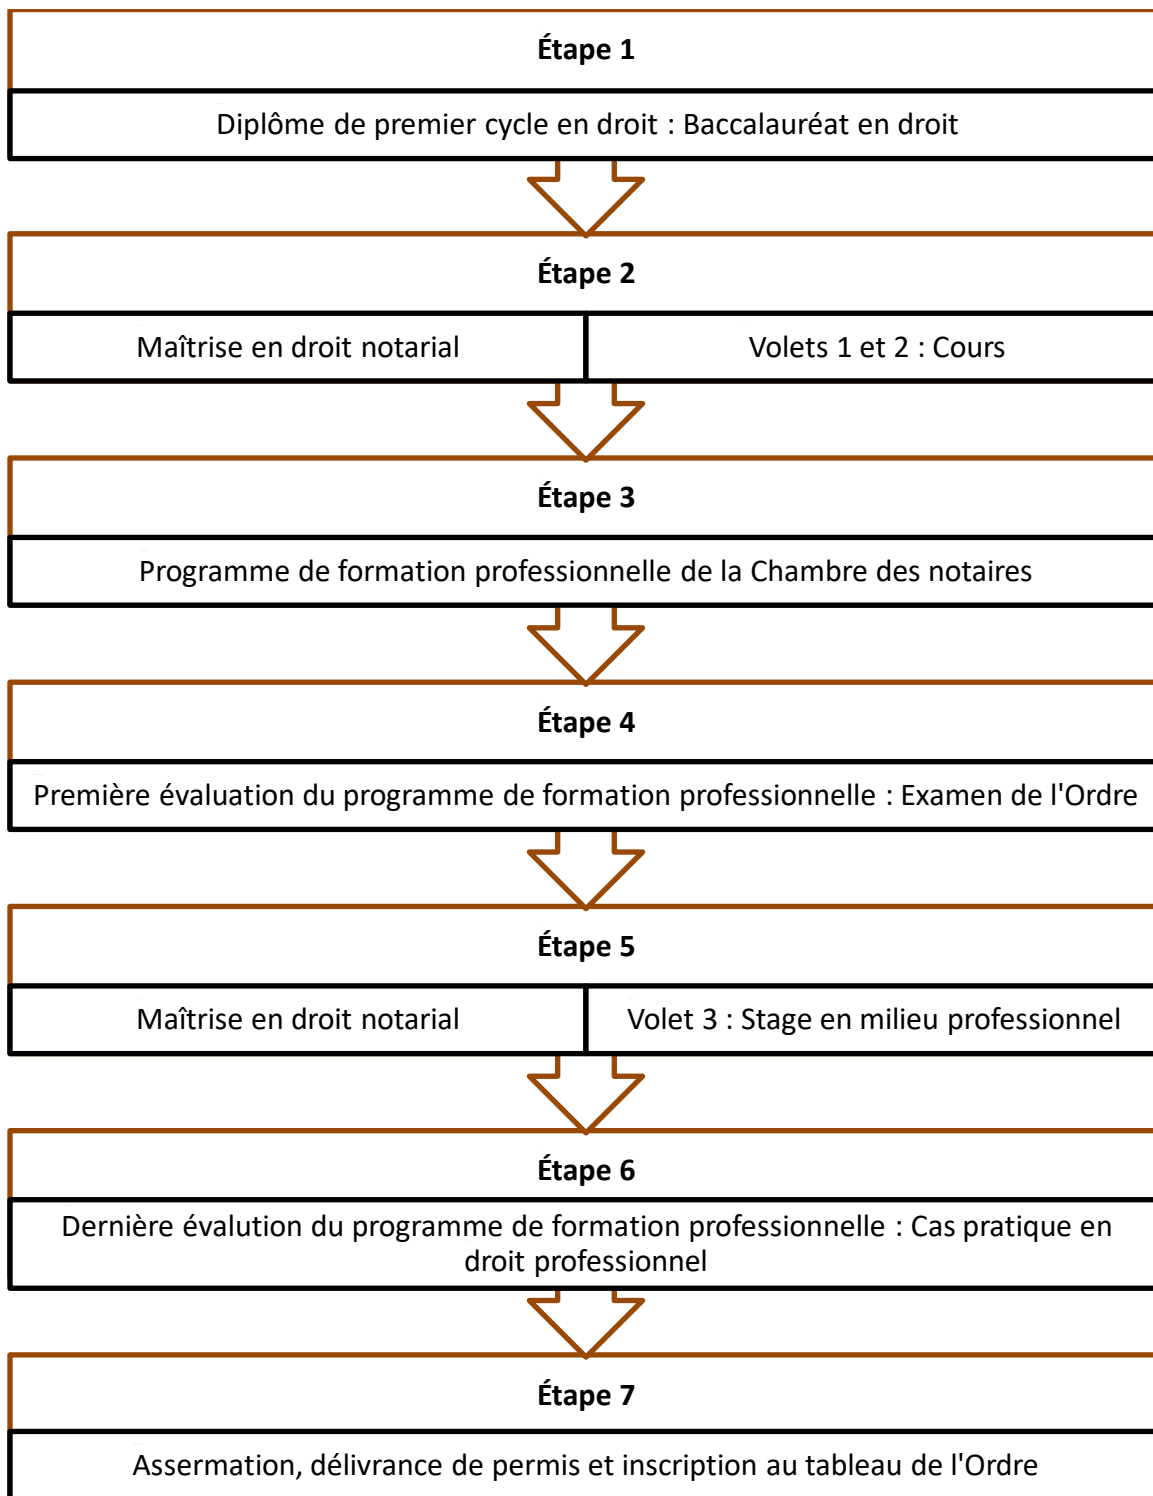 Étape 1
Diplôme de premier cycle en droit : Baccalauréat en droit
Étape 2
Maîtrise en droit notarial
Volets 1 et 2 : Cours
Étape 3
Programme de formation professionnelle de la Chambre des notaires
Étape 4
Première évaluation du programme de formation professionnelle : Examen de l'Ordre
Étape 5
Maîtrise en droit notarial
Volet 3 : Stage en milieu professionnel
Étape 6
Dernière évalution du programme de formation professionnelle : Cas pratique en
droit professionnel
Étape 7
Assermation, délivrance de permis et inscription au tableau de l'Ordre